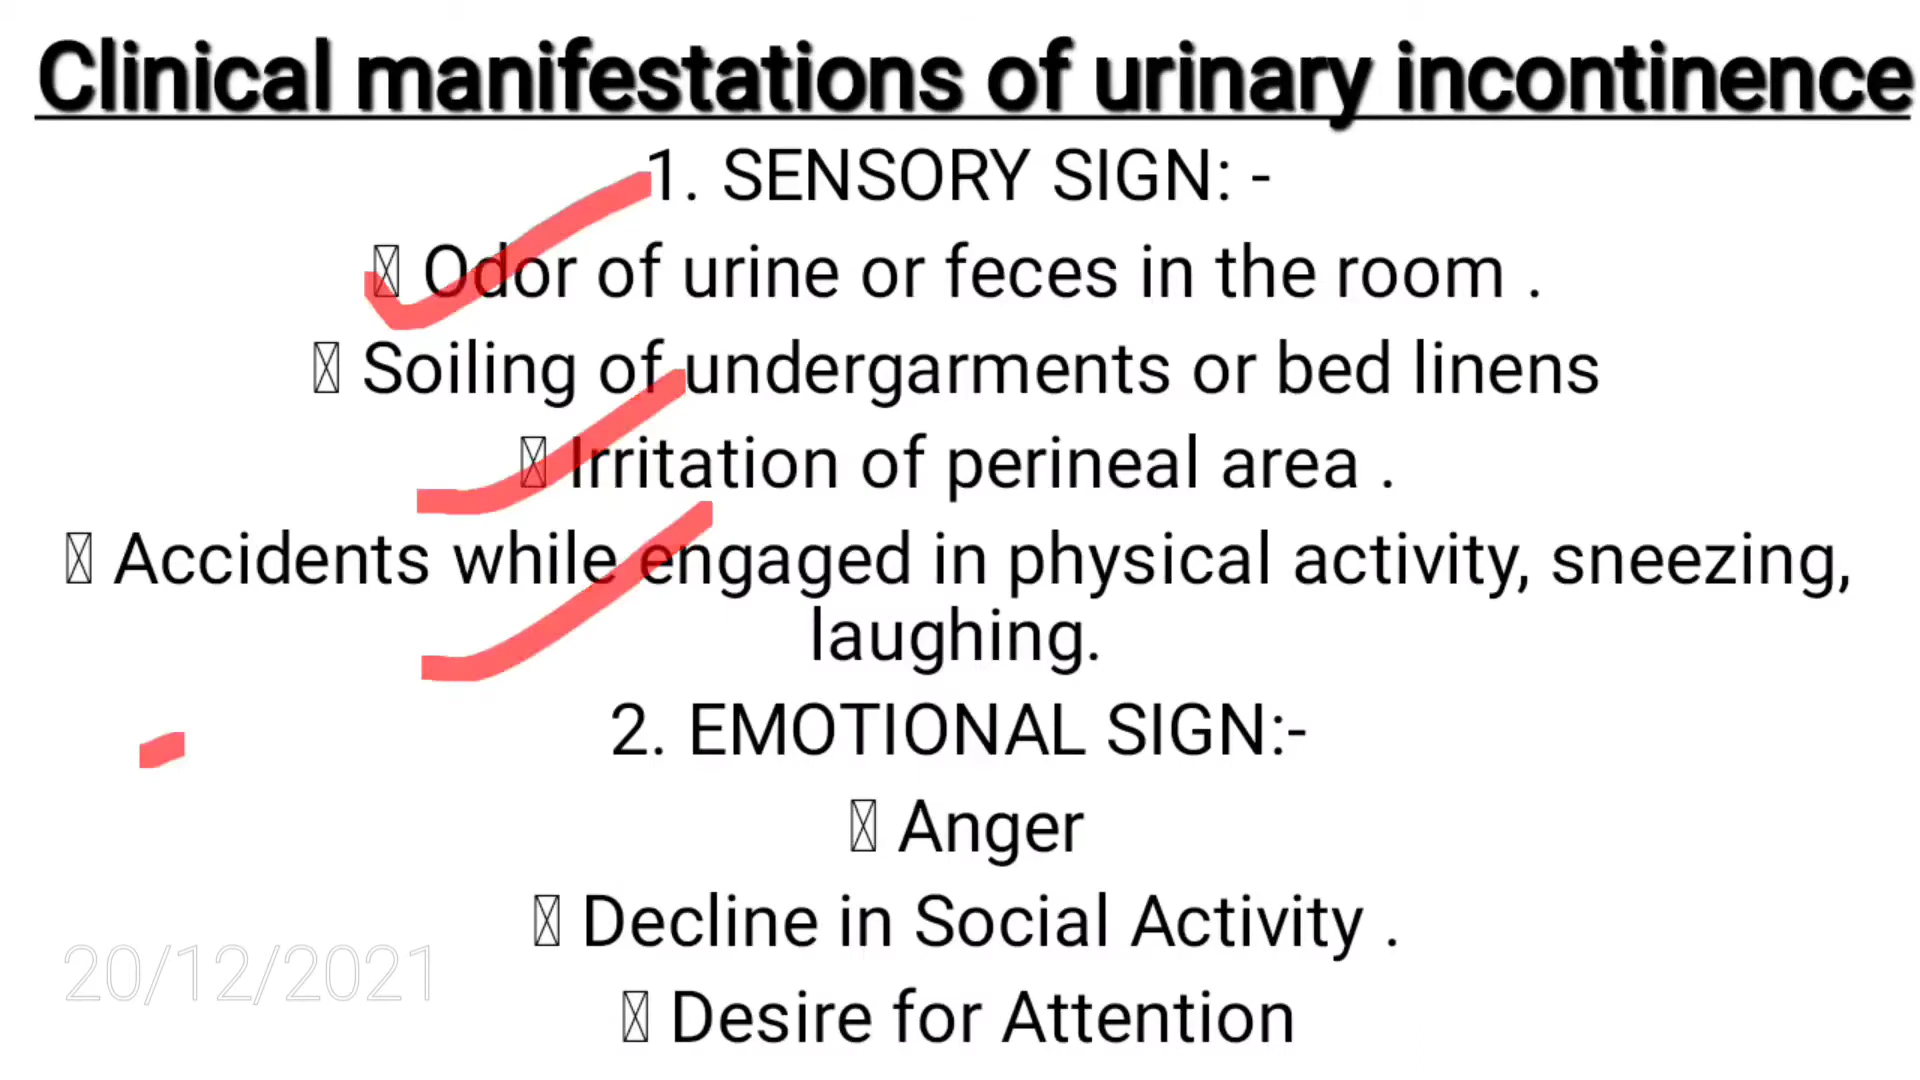 Clinical manifestations of urinary incontinence
1. SENSORY SIGN: -
Odor of urine or feces in the room .
Soiling of undergarments or bed linens
Irritation of perineal area .
Accidents while engaged in physical activity, sneezing,
laughing.
2. EMOTIONAL SIGN:-
Anger
Decline in Social Activity .
Desire for Attention
20/12/2021